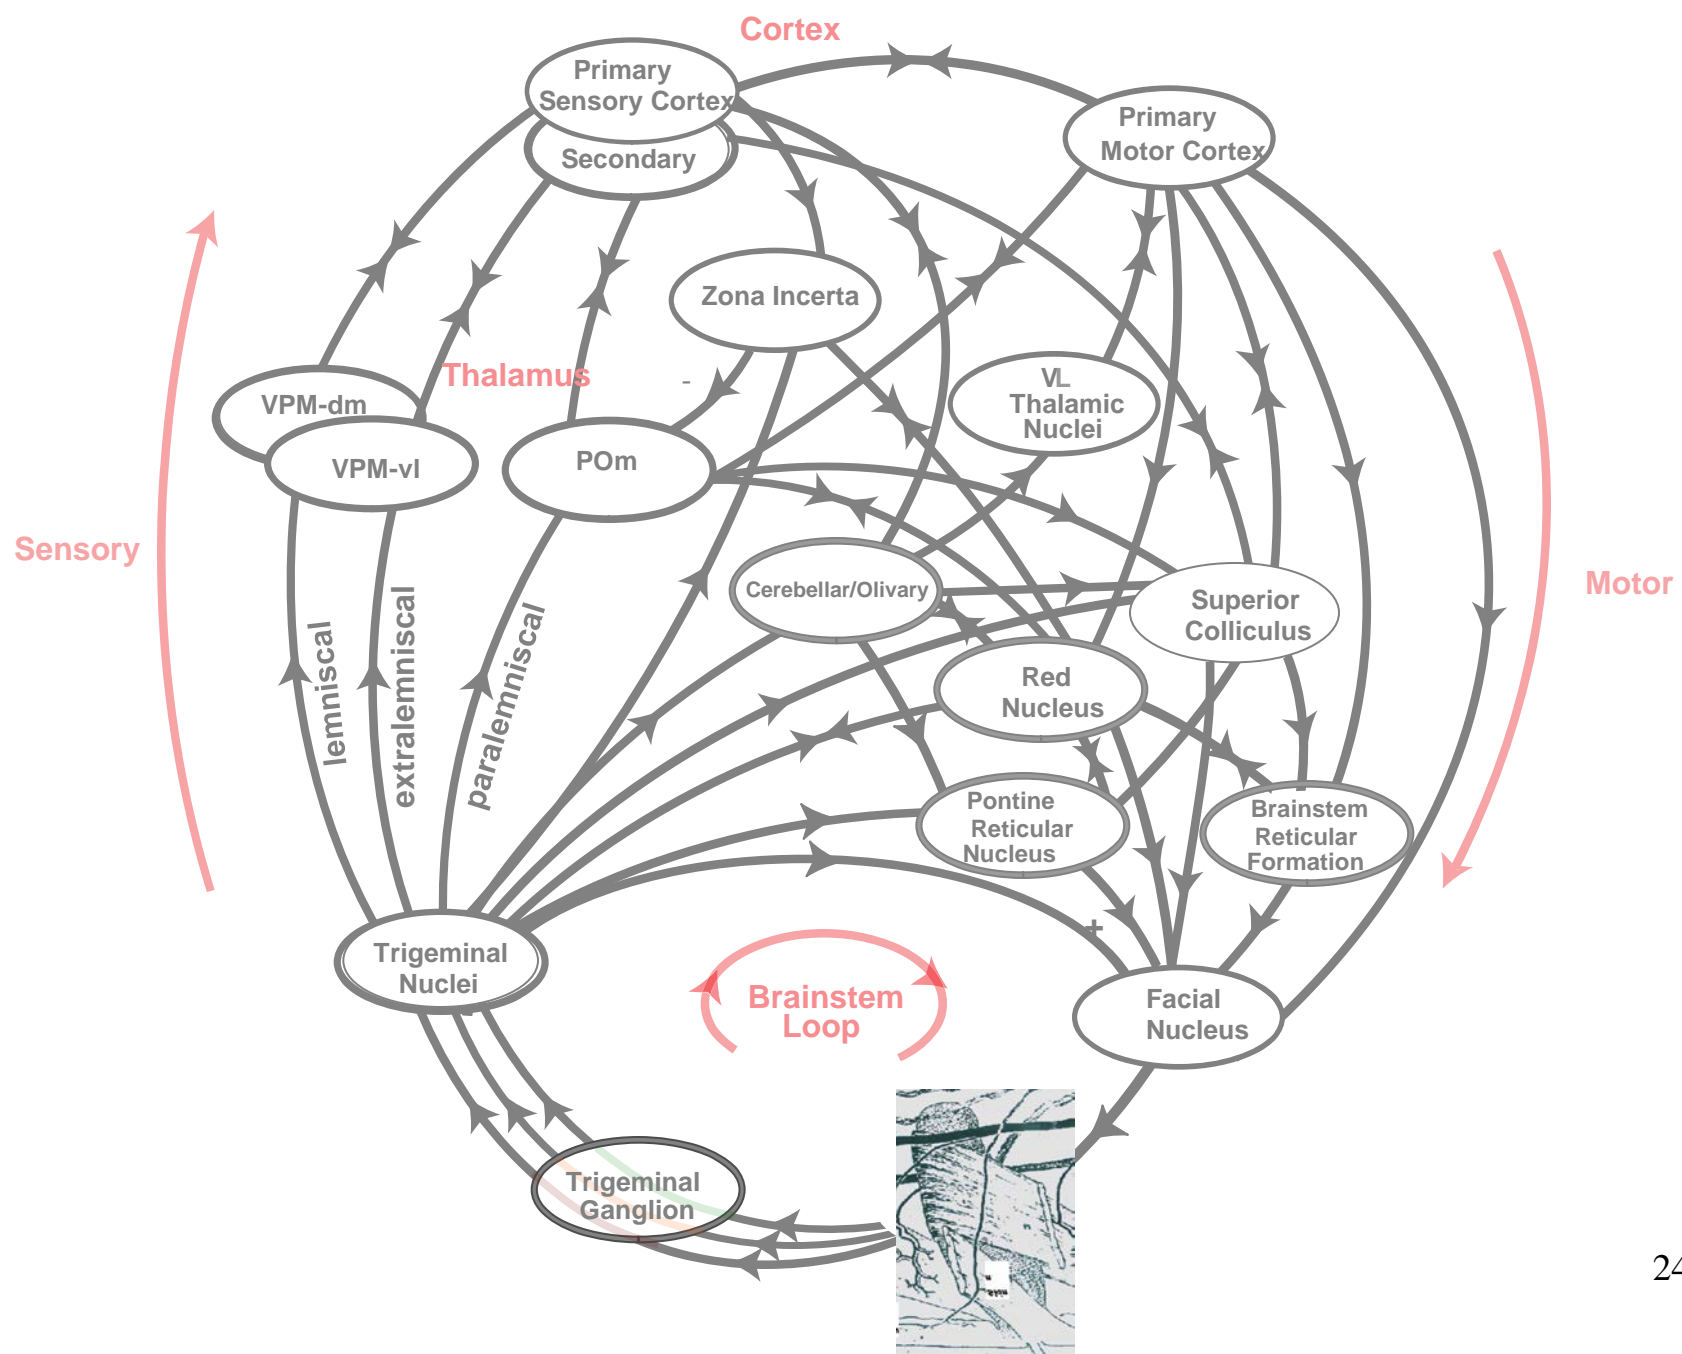 Cortex
Primary
Sensory Cortex
Secondary
Primary
Motor Cortex
Zona Incerta
Thalamus
-
VPM-dm
VPM-vl
POm
VL
Thalamic
Nuclei
Sensory
Motor
Cerebellar/Olivary
Superior
Colliculus
lemniscal
extralemniscal
paralemniscal
Red
Nucleus
Pontine
Reticular
Nucleus
Brainstem
Reticular
Formation
+
Trigeminal
Nuclei
Brainstem
Loop
Facial
Nucleus
Trigeminal
Ganglion
24